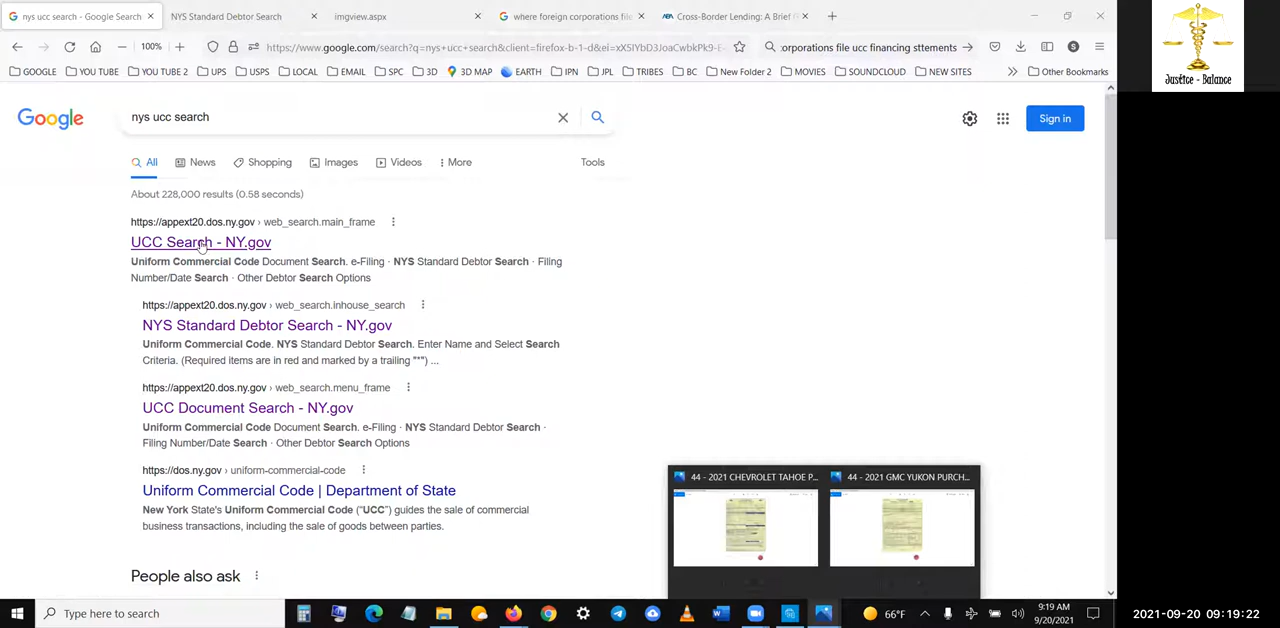 nys ucc search - Google Search
NYS Standard Debtor Search
imgview.aspx
where foreign corporations file
Cross-Border Lending: A Brief
100%
https://www.google.com/search?q=nys+ucc+search&client=firefox-b-1-d&ei=xXSIYbD3JoaCwbkPk9-E
orporations file ucc financing sttements
GOOGLE
YOU TUBE
YOU TUBE 2
UPS
USPS
LOCAL
EMAIL
SPC
3D
3D MAP
EARTH
IPN
JPL
TRIBES
BC
New Folder 2
MOVIES
SOUNDCLOUD
NEW SITES
Other Bookmarks
Google
nys ucc search
Sign in
All
News
Shopping
Images
Videos
More
Tools
About 228,000 results (0.58 seconds)
https://appext20.dos.ny.gov › web_search.main_frame
UCC Search - NY.gov
Uniform Commercial Code Document Search. e-Filing · NYS Standard Debtor Search · Filing
Number/Date Search · Other Debtor Search Options
https://appext20.dos.ny.gov › web_search.inhouse_search
NYS Standard Debtor Search - NY.gov
Uniform Commercial Code. NYS Standard Debtor Search. Enter Name and Select Search
Criteria. (Required items are in red and marked by a trailing "*") ...
https://appext20.dos.ny.gov › web_search.menu_frame
UCC Document Search - NY.gov
Uniform Commercial Code Document Search. e-Filing · NYS Standard Debtor Search ·
Filing Number/Date Search · Other Debtor Search Options
https://dos.ny.gov › uniform-commercial-code
Uniform Commercial Code | Department of State
New York State's Uniform Commercial Code ("UCC") guides the sale of commercial
business transactions, including the sale of goods between parties.
People also ask
44 - 2021 CHEVROLET TAHOE P...
44 - 2021 GMC YUKON PURCH...
Type here to search
66°F
9:19 AM
9/20/2021
Justice - Balance
2021-09-20 09:19:22